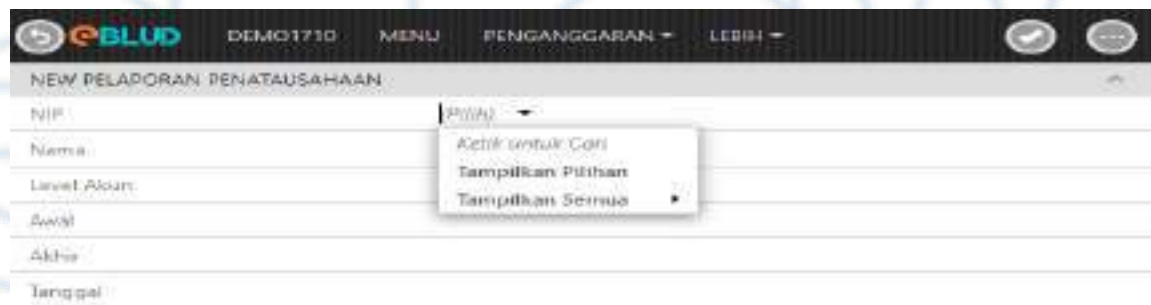 eBLUD DEMO1710 MENU PENGANGGARAN LEBIH
NEW PELAPORAN PENATAUSAHAAN
NIP (Pilih)
Nama Ketik untuk Cari
Tampilkan Pilihan
Level Akun
Tampilkan Semua
Awal
Akhir
Tanggal